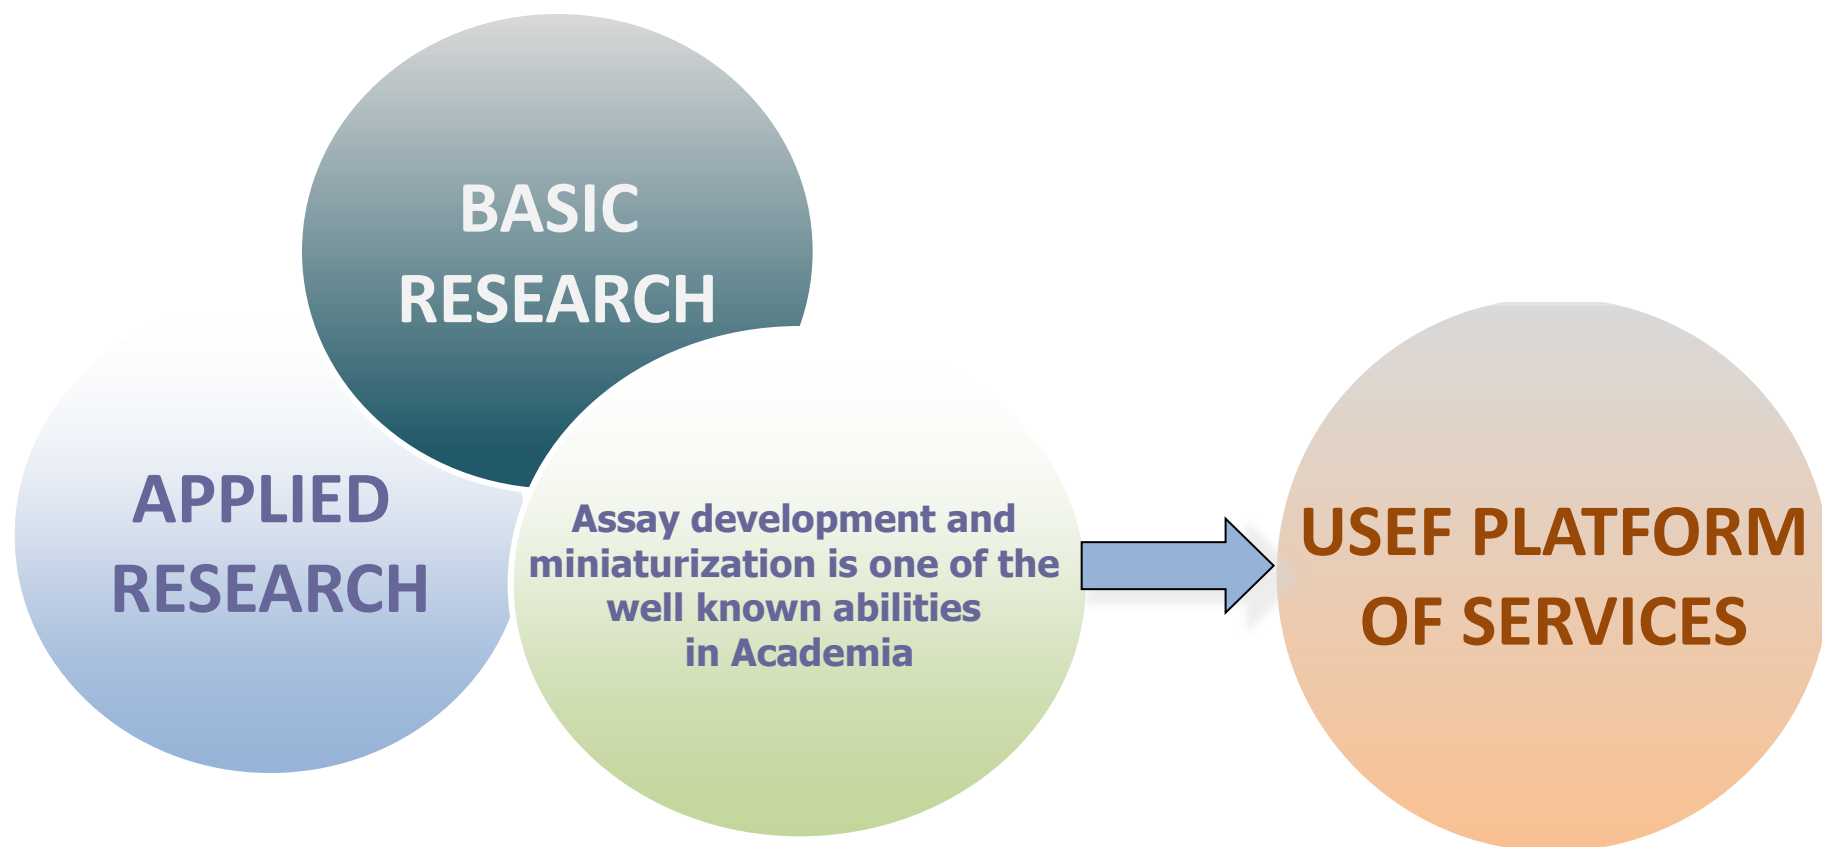 BASIC
RESEARCH
APPLIED
RESEARCH
Assay development and
miniaturization is one of the
well known abilities
in Academia
USEF PLATFORM
OF SERVICES